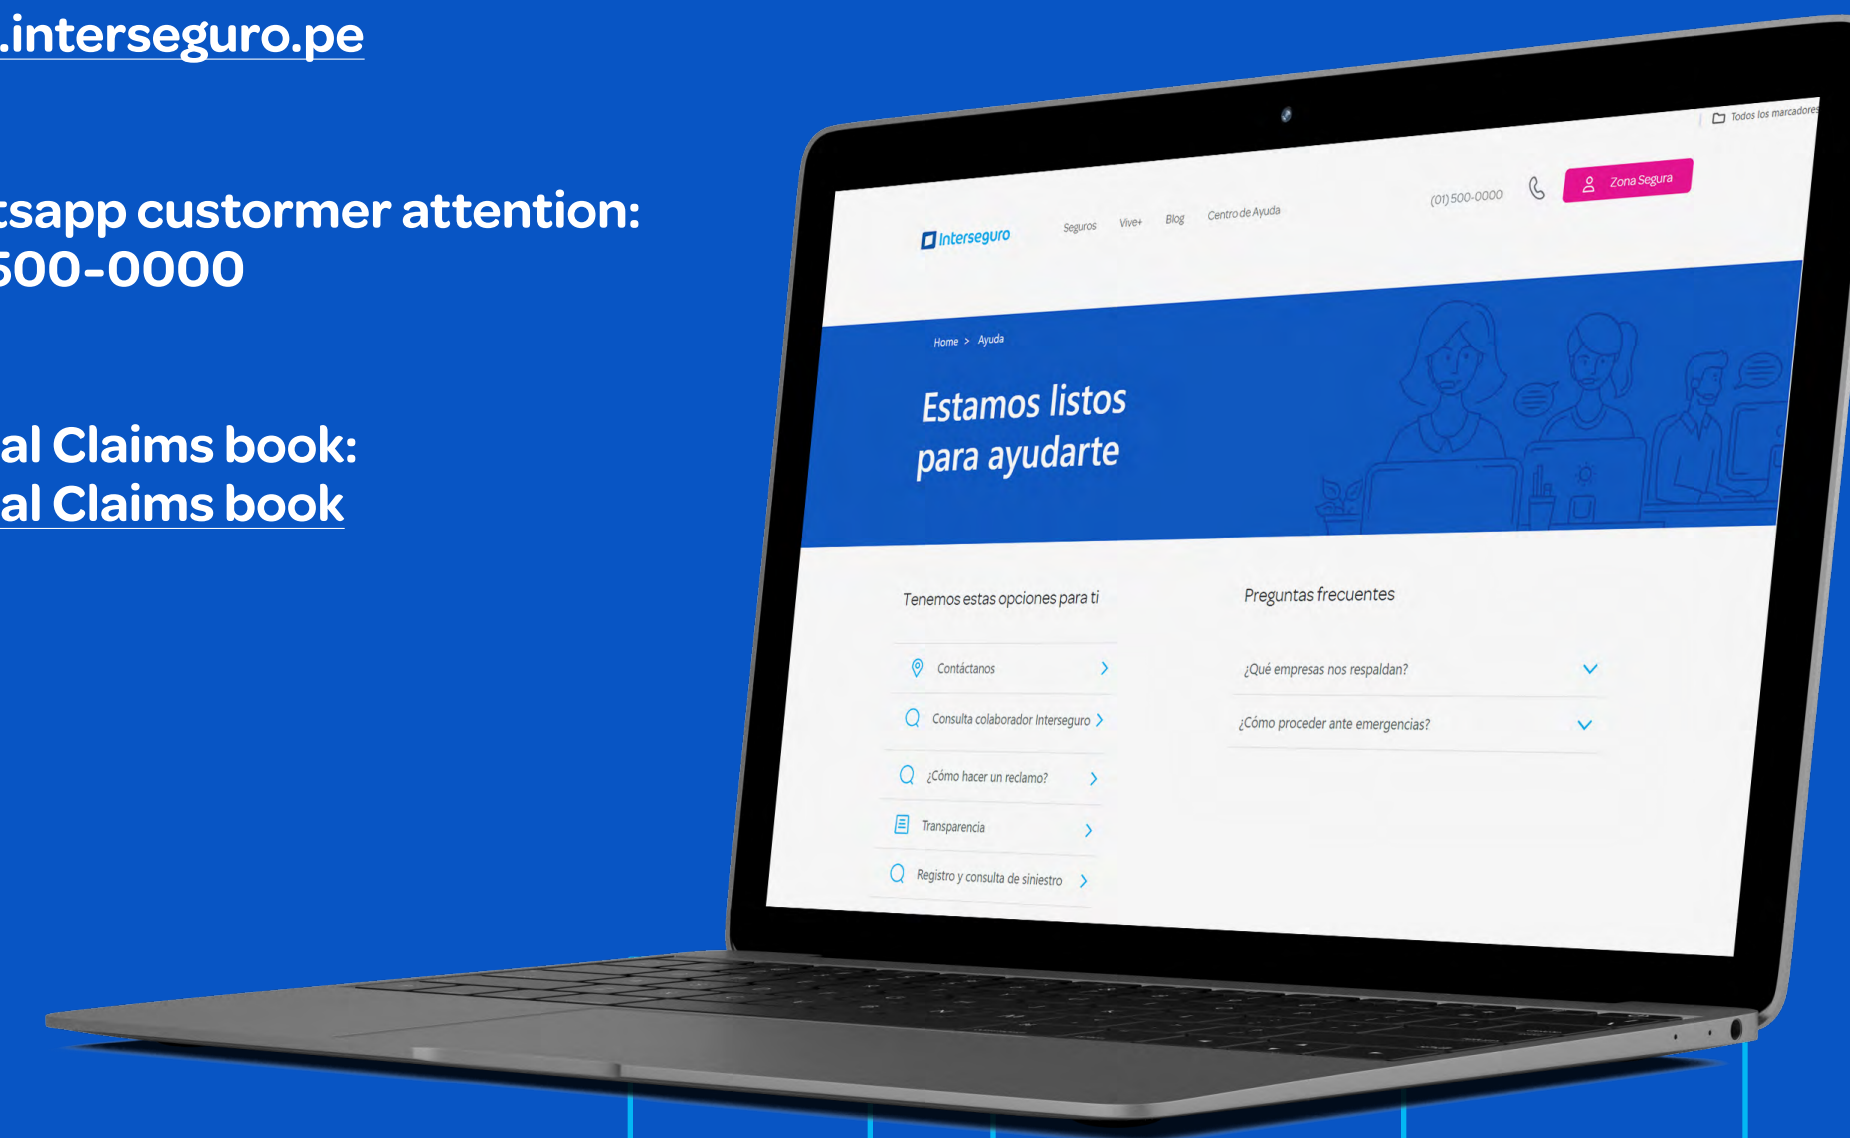 .interseguro.pe
tsapp custormer attention:
500-0000
al Claims book:
al Claims book
Todos los marcadores
Interseguro
Seguros Vive+ Blog Centro de Ayuda
(01) 500-0000
Zona Segura
Home > Ayuda
Estamos listos
para ayudarte
Tenemos estas opciones para ti
Contáctanos
Consulta colaborador Interseguro
¿Cómo hacer un reclamo?
Transparencia
Registro y consulta de siniestro
Preguntas frecuentes
¿Qué empresas nos respaldan?
¿Cómo proceder ante emergencias?